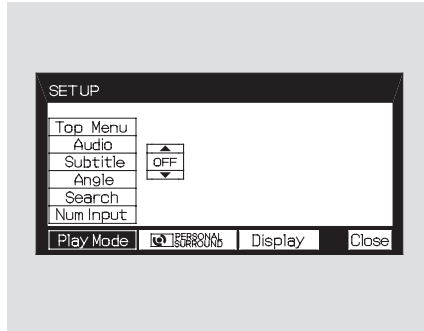 SETUP
Top Menu
Audio
Subtitle
OFF
Angle
Search
Num Input
Play Mode
PERSONAL
SURROUND
Display
Close